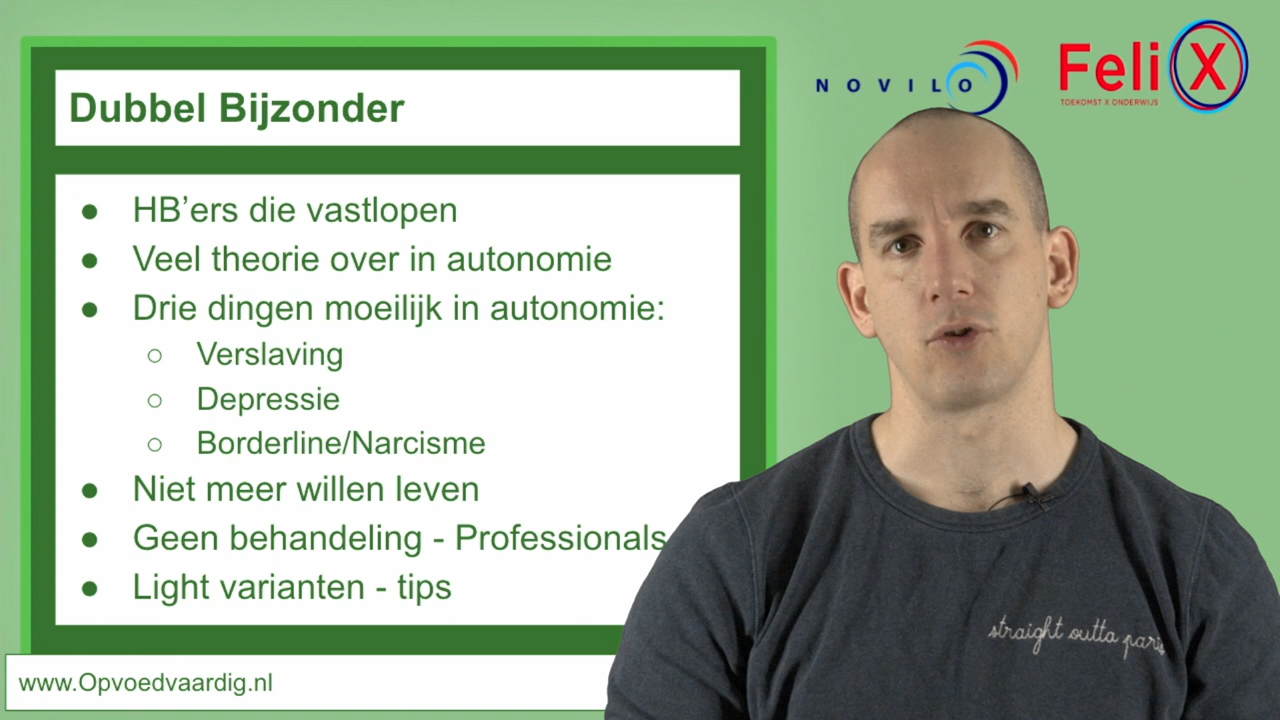 NOVILO
FeliX
TOEKOMST X ONDERWIJS
Dubbel Bijzonder
● HB’ers die vastlopen
● Veel theorie over in autonomie
● Drie dingen moeilijk in autonomie:
○ Verslaving
○ Depressie
○ Borderline/Narcisme
● Niet meer willen leven
● Geen behandeling - Professionals
● Light varianten - tips
straight outta paris
www.Opvoedvaardig.nl